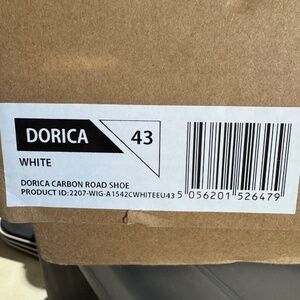 DORICA 43
WHITE
DORICA CARBON ROAD SHOE
PRODUCT ID:2207-WIG-A1542CWHITEEU43
5 056201 526479